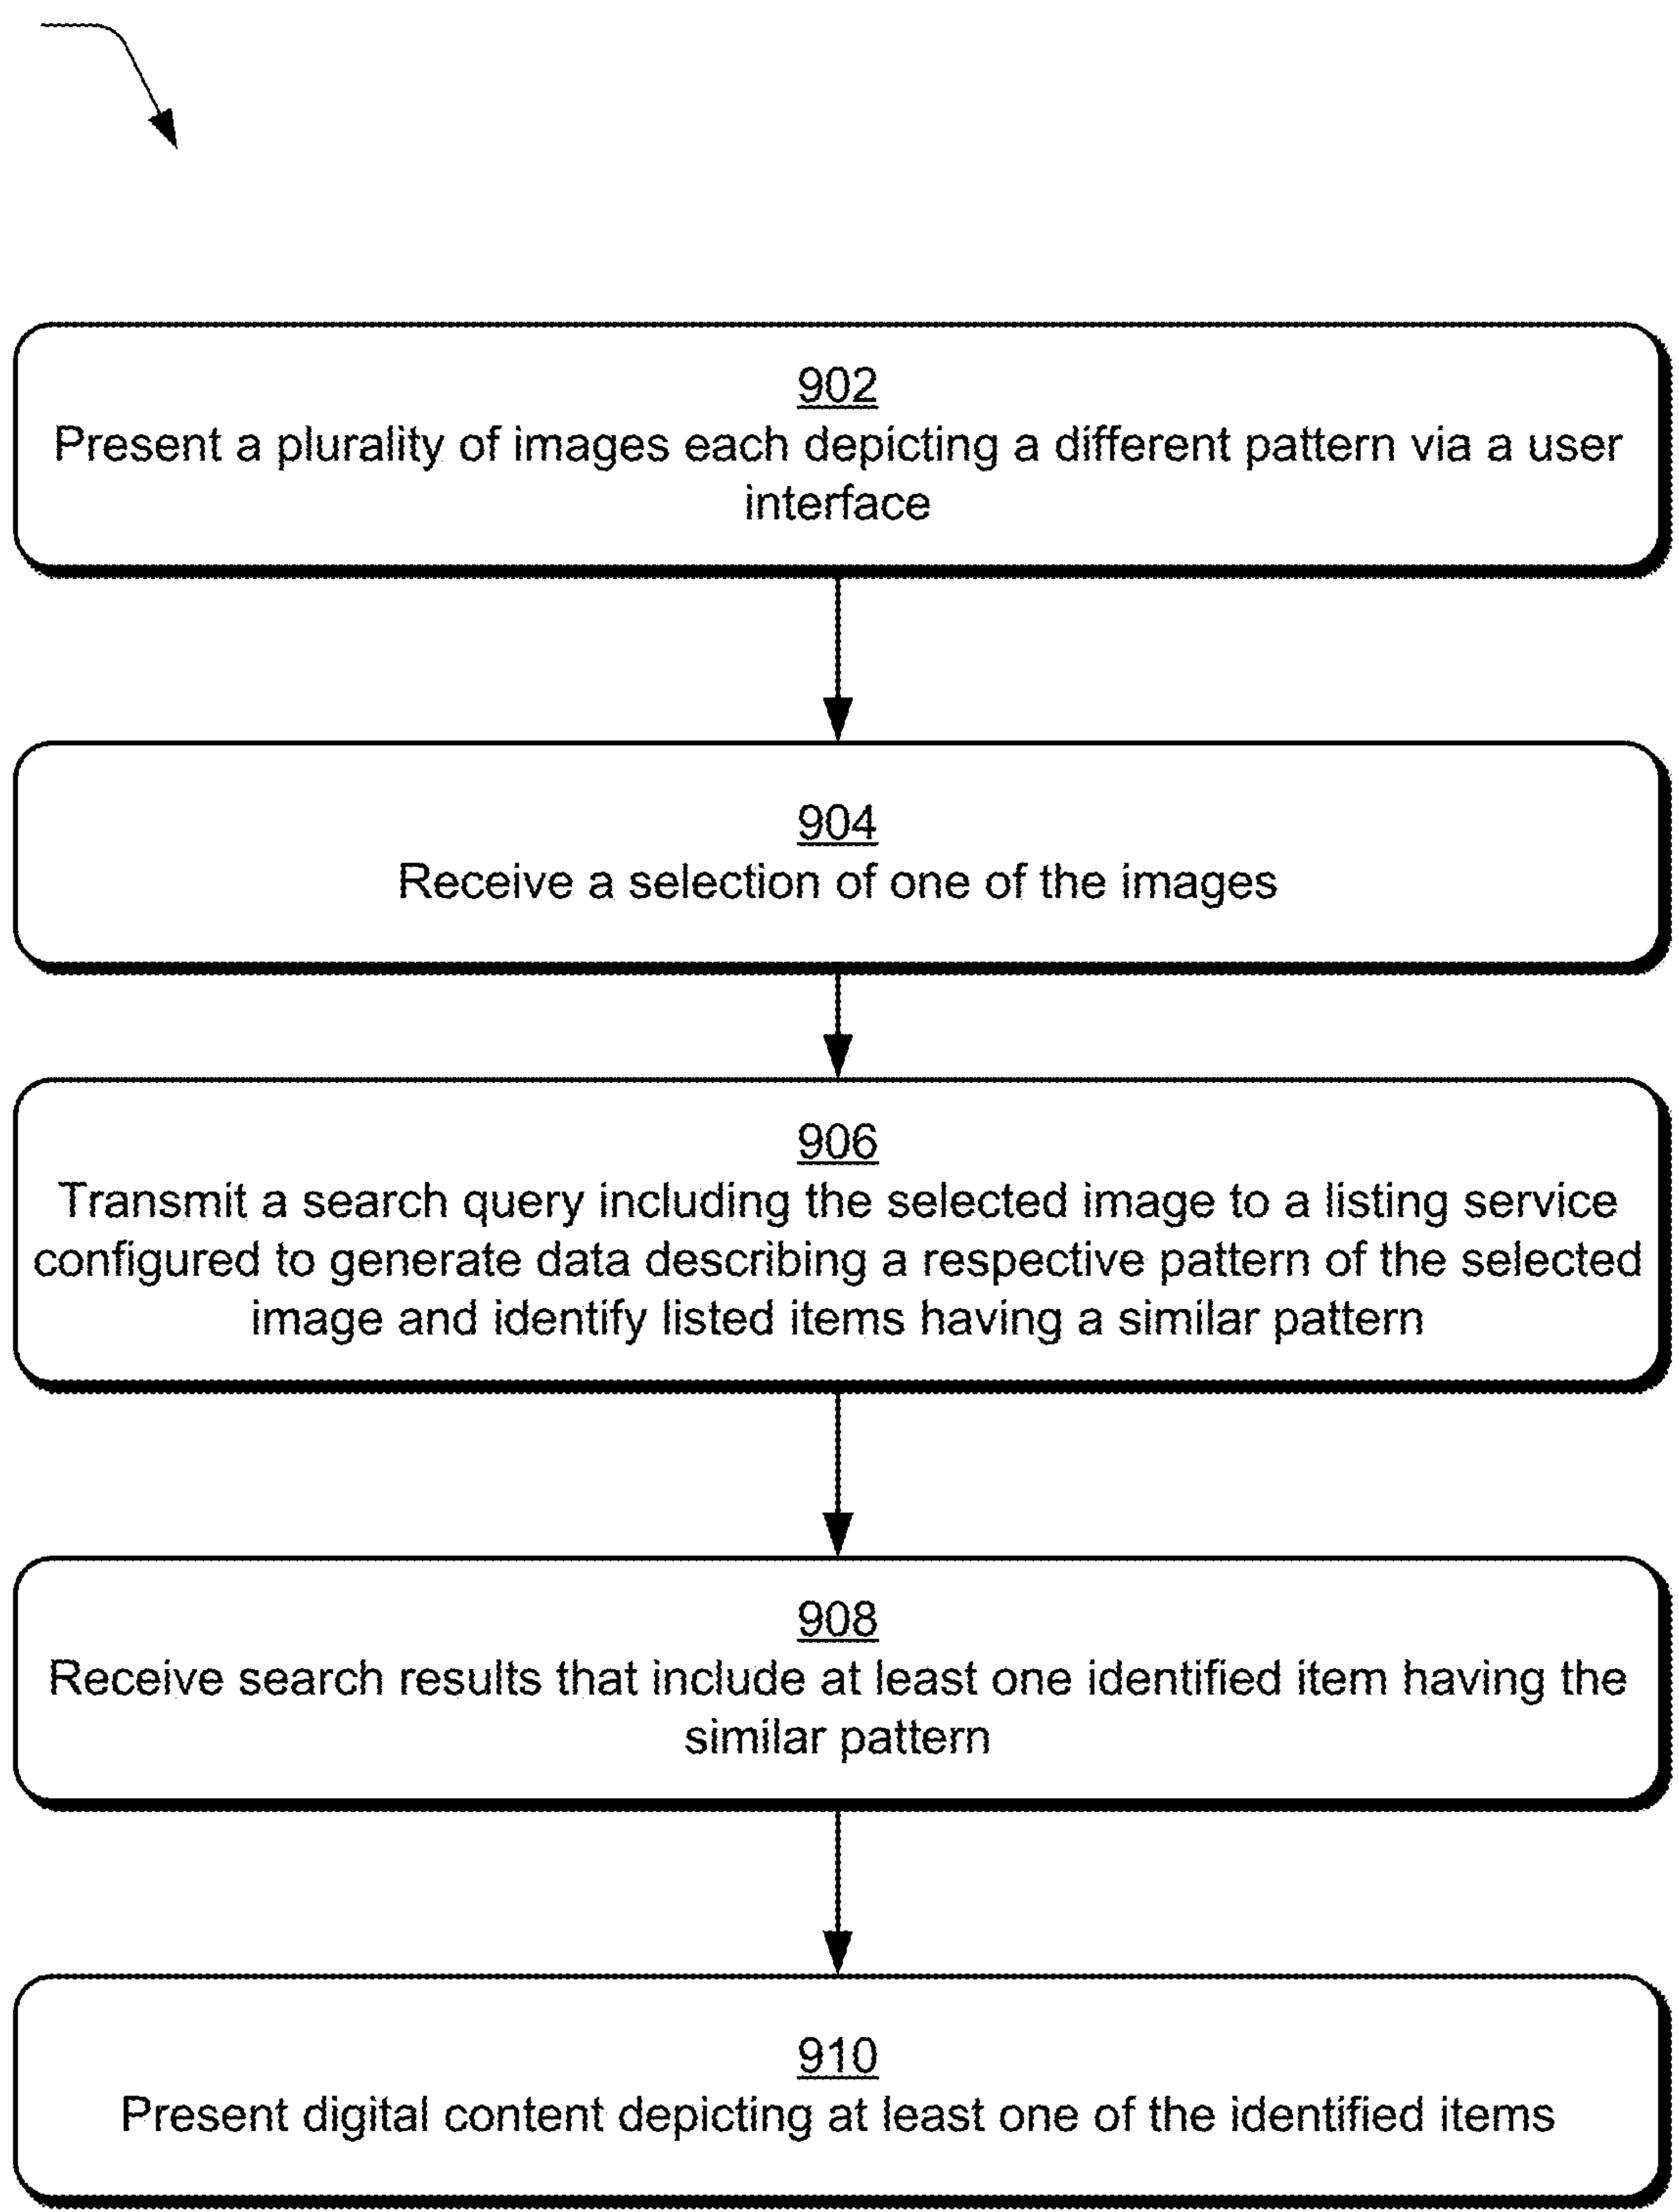 902
Present a plurality of images each depicting a different pattern via a user
interface
904
Receive a selection of one of the images
906
Transmit a search query including the selected image to a listing service
configured to generate data describing a respective pattern of the selected
image and identify listed items having a similar pattern
908
Receive search results that include at least one identified item having the
similar pattern
910
Present digital content depicting at least one of the identified items